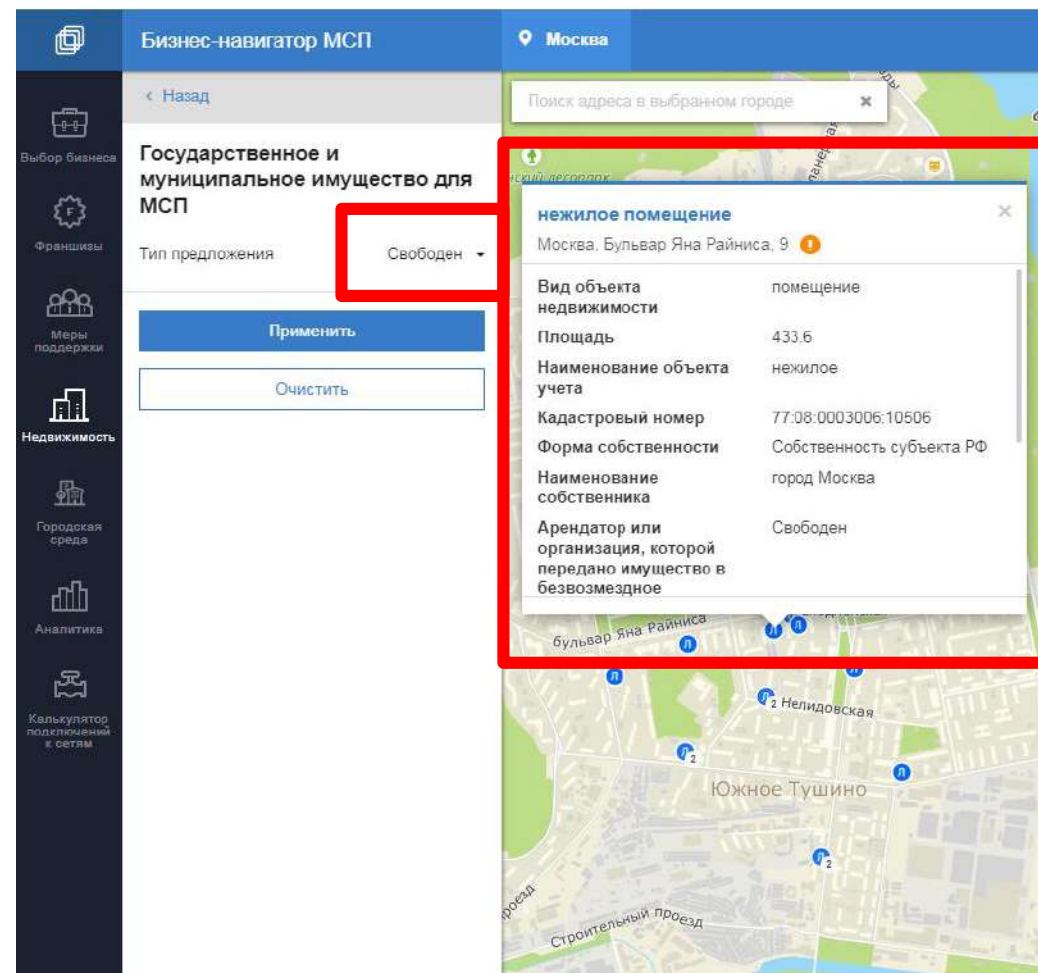 Бизнес-навигатор МСП
Москва
Выбор бизнеса
Франшизы
Меры
поддержки
Недвижимость
Городская
среда
Аналитика
Калькулятор
подключений
к сетям
‹ Назад
Государственное и
муниципальное имущество для
МСП
Тип предложения Свободен
Применить
Очистить
Поиск адреса в выбранном городе
нежилое помещение
Москва, Бульвар Яна Райниса, 9
Вид объекта
недвижимости
помещение
Площадь 433.6
Наименование объекта
учета
нежилое
Кадастровый номер 77:08:0003006:10506
Форма собственности Собственность субъекта РФ
Наименование
собственника
город Москва
Арендатор или
организация, которой
передано имущество в
безвозмездное
Свободен
бульвар Яна Райниса
Л
Л
Л
Л
Л 2 Нелидовская
Л 2
Л
Южное Тушино
Л 2
Строительный проезд